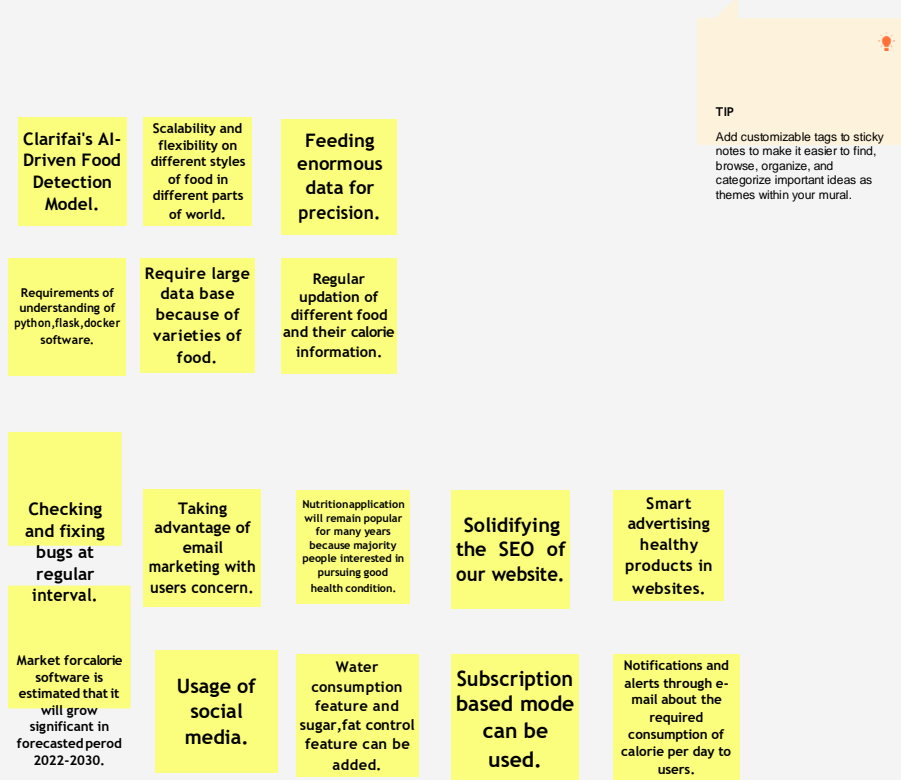 TIP
Add customizable tags to sticky
notes to make it easier to find,
browse, organize, and
categorize important ideas as
themes within your mural.
Clarifai's AI-
Driven Food
Detection
Model.
Scalability and
flexibility on
different styles
of food in
different parts
of world.
Feeding
enormous
data for
precision.
Requirements of
understanding of
python,flask,docker
software.
Require large
data base
because of
varieties of
food.
Regular
updation of
different food
and their calorie
information.
Checking
and fixing
bugs at
regular
interval.
Taking
advantage of
email
marketing with
users concern.
Nutritionapplication
will remain popular
for many years
because majority
people interested in
pursuing good
health condition.
Solidifying
the SEO of
our website.
Smart
advertising
healthy
products in
websites.
Market forcalorie
software is
estimated that it
will grow
significant in
forecasted perod
2022-2030.
Usage of
social
media.
Water
consumption
feature and
sugar,fat control
feature can be
added.
Subscription
based mode
can be
used.
Notifications and
alerts through e-
mail about the
required
consumption of
calorie per day to
users.